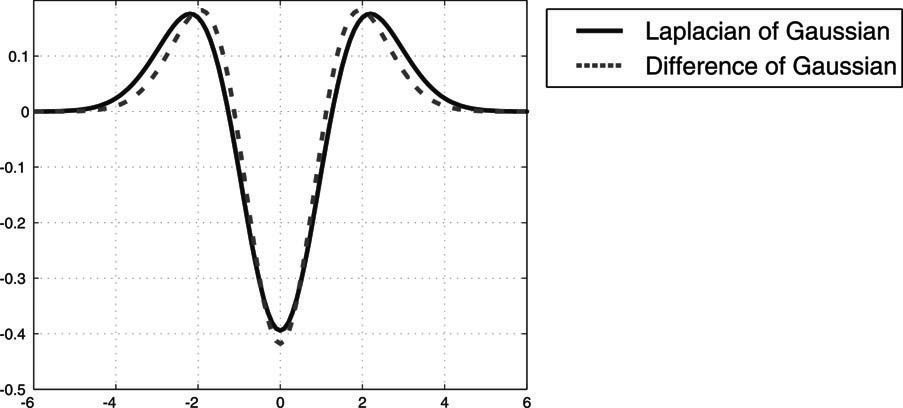 Laplacian of Gaussian
Difference of Gaussian
0.1
0
-0.1
-0.2
-0.3
-0.4
-0.5
-6 -4 -2 0 2 4 6